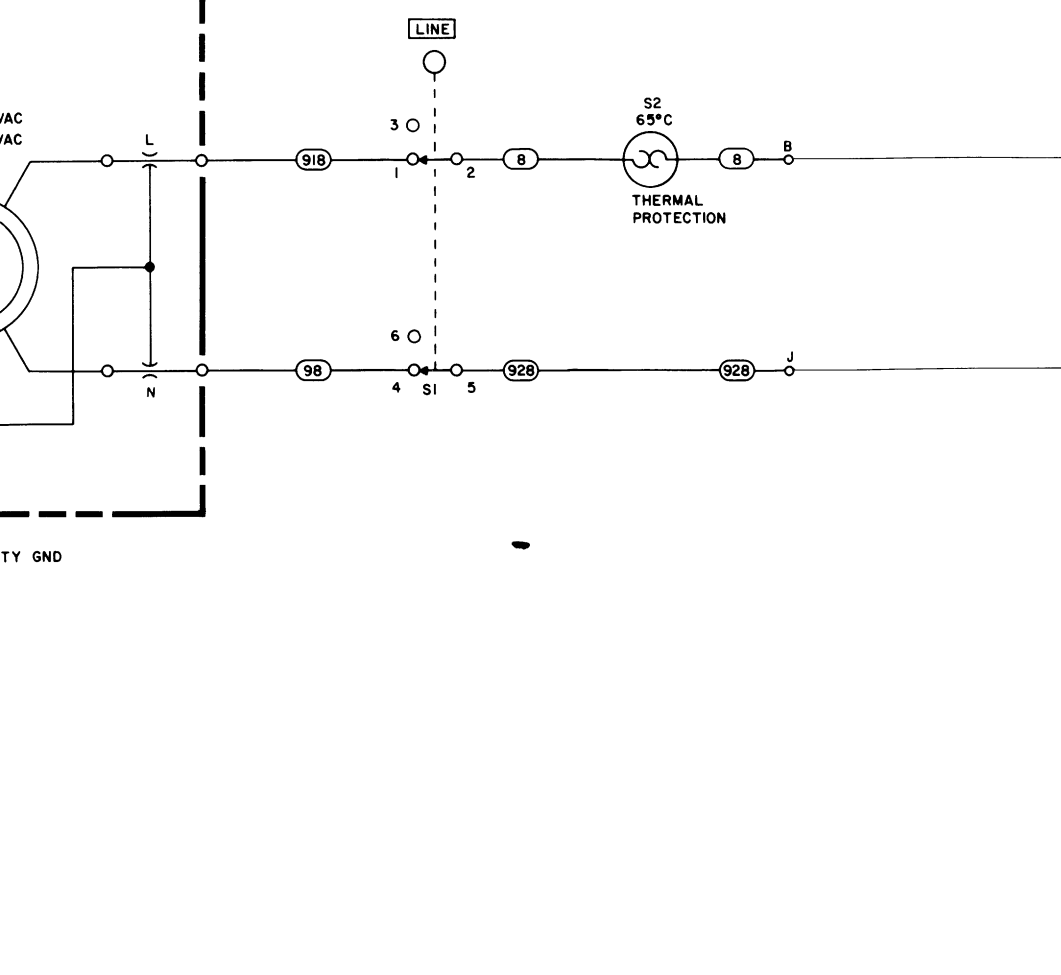 LINE
S2
65°C
VAC
VAC
L
3
918
1
2
8
8
B
THERMAL
PROTECTION
6
98
4
S1
5
928
928
J
N
TY GND